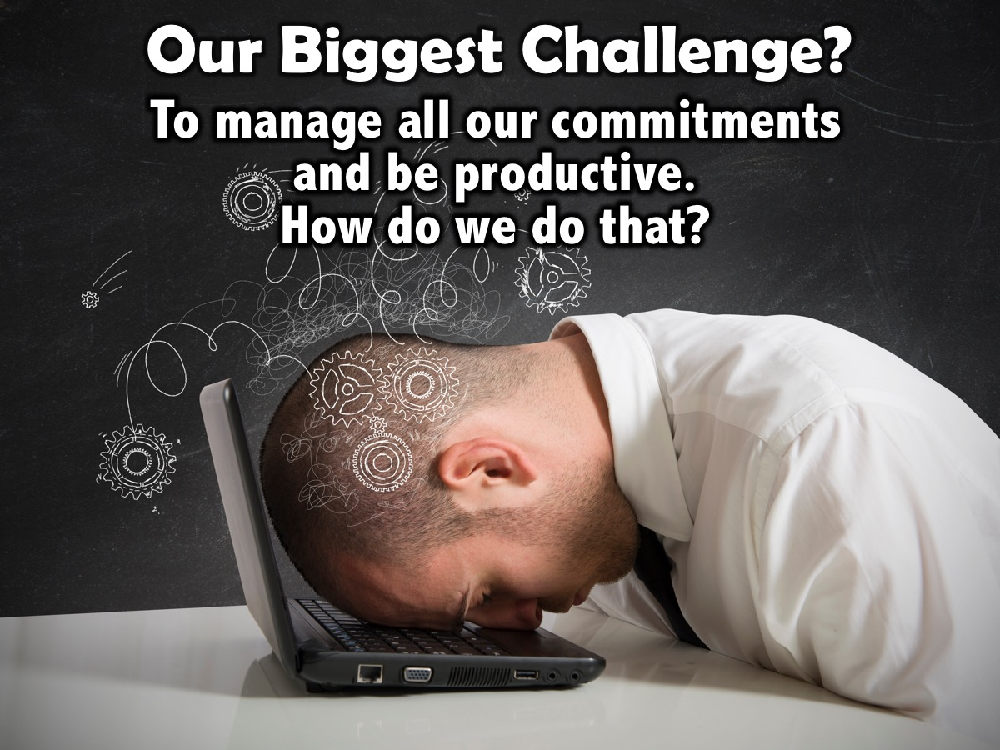 Our Biggest Challenge?
To manage all our commitments
and be productive.
How do we do that?